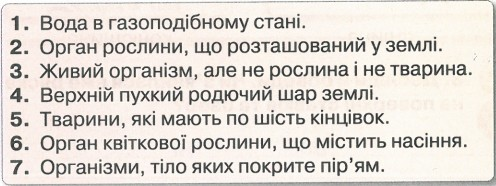 1. Вода в газоподібному стані.
2. Орган рослини, що розташований у землі.
3. Живий організм, але не рослина і не тварина.
4. Верхній пухкий родючий шар землі.
5. Тварини, які мають по шість кінцівок.
6. Орган квіткової рослини, що містить насіння.
7. Організми, тіло яких покрите пір’ям.